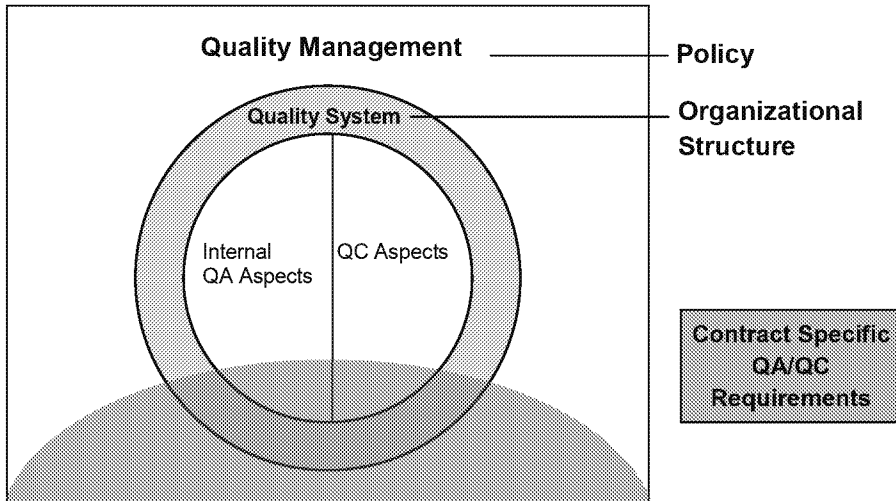 Quality Management
Policy
Quality System
Organizational
Structure
Internal
QA Aspects
QC Aspects
Contract Specific
QA/QC
Requirements